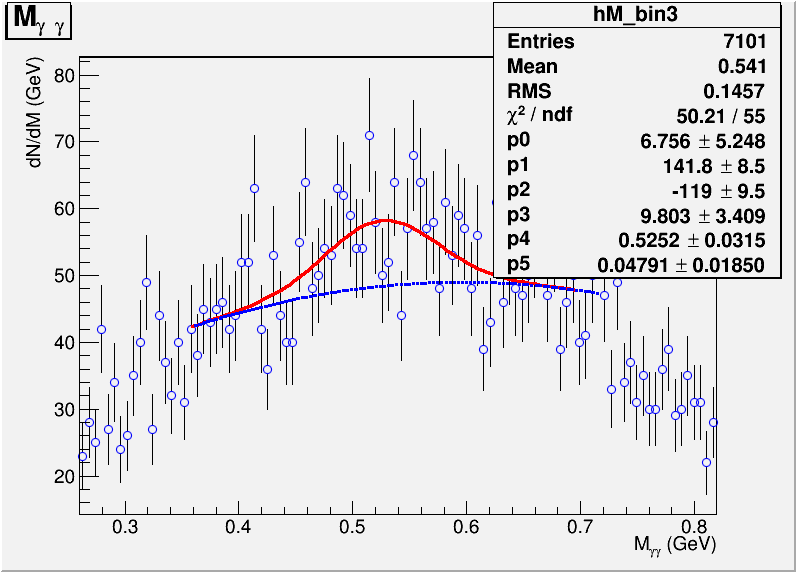 Mγ γ
hM_bin3
Entries 7101
Mean 0.541
RMS 0.1457
χ² / ndf 50.21 / 55
p0 6.756 ± 5.248
p1 141.8 ± 8.5
p2 -119 ± 9.5
p3 9.803 ± 3.409
p4 0.5252 ± 0.0315
p5 0.04791 ± 0.01850
dN/dM (GeV)
80
70
60
50
40
30
20
0.3 0.4 0.5 0.6 0.7 0.8
Mγγ (GeV)